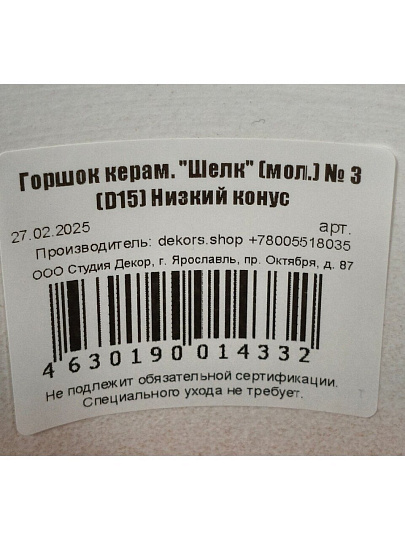 Горшок керам. "Шелк" (мол.) № 3
(D15) Низкий конус
27.02.2025 арт.
Производитель: dekors.shop +78005518035
ООО Студия Декор, г. Ярославль, пр. Октября, д. 87
4 630190 014332
Не подлежит обязательной сертификации.
Специального ухода не требует. т